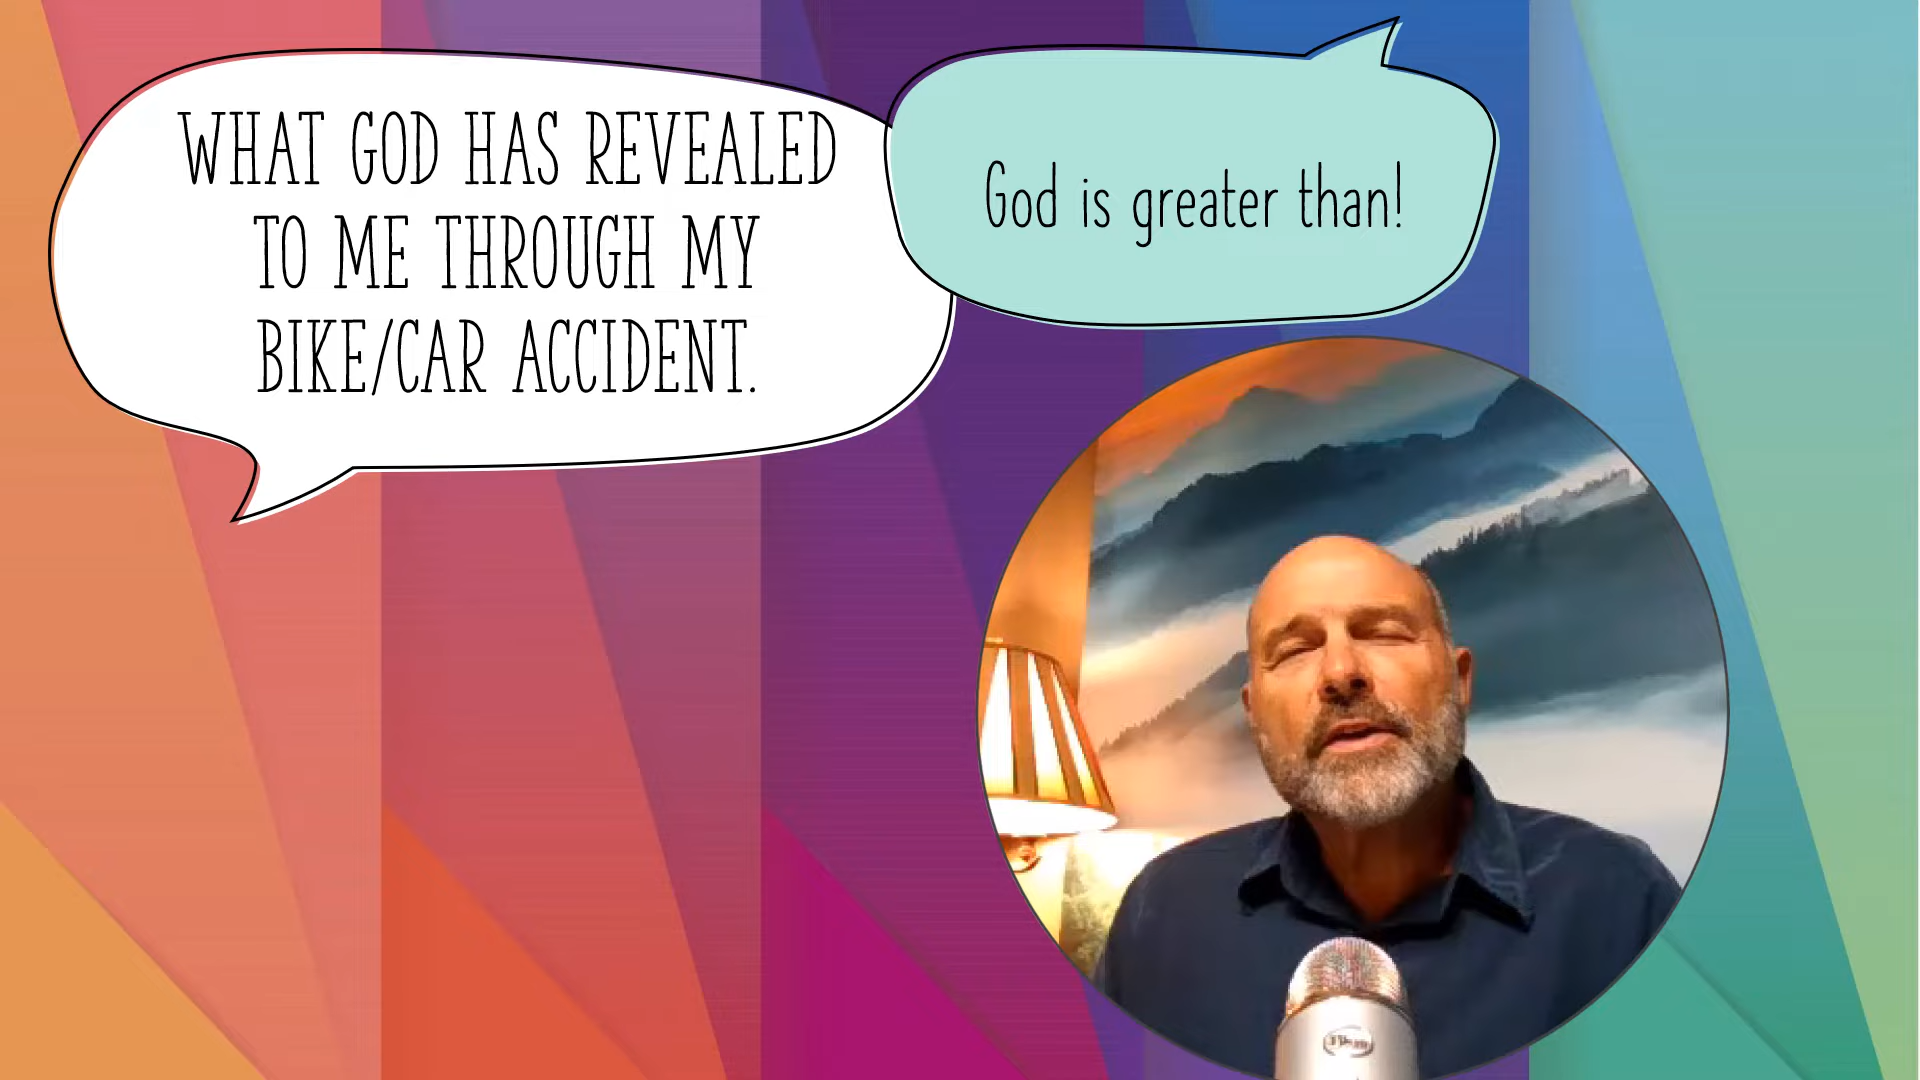 WHAT GOD HAS REVEALED
TO ME THROUGH MY
BIKE/CAR ACCIDENT.
God is greater than!